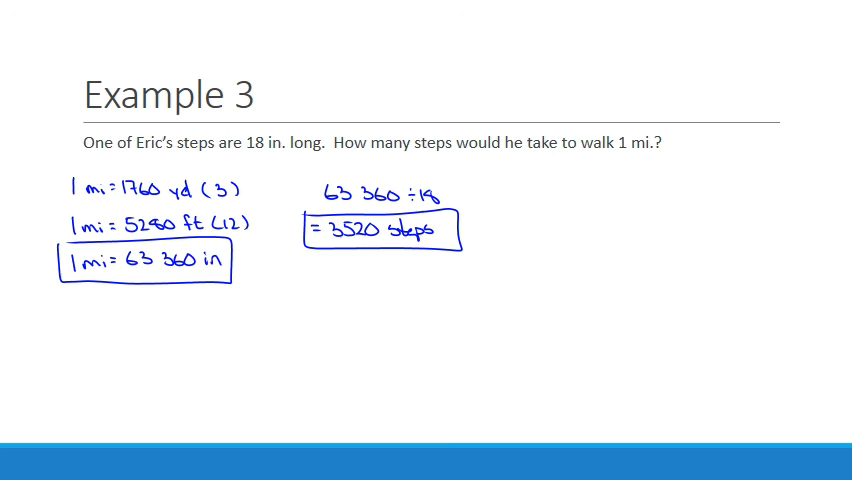 Example 3
One of Eric's steps are 18 in. long.  How many steps would he take to walk 1 mi.?
1 mi = 1760 yd (3)
1 mi = 5280 ft (12)
1 mi = 63 360 in
63 360 ÷ 18
= 3520 steps